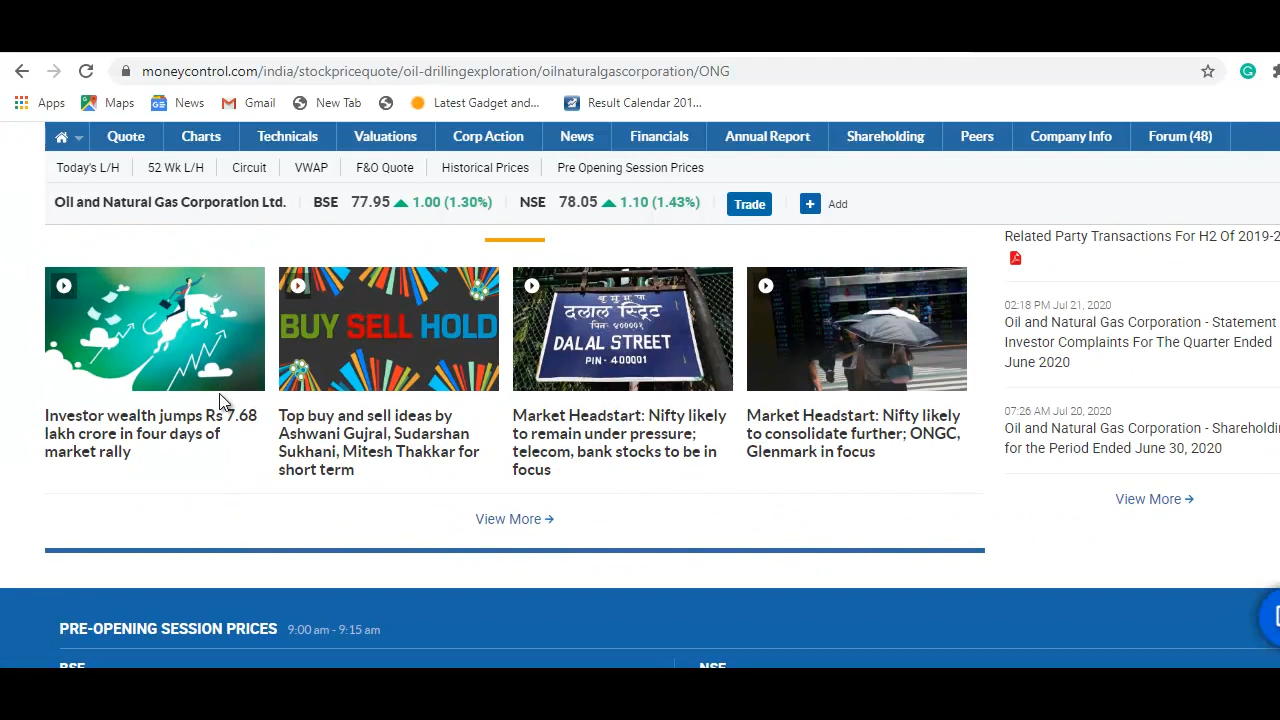 moneycontrol.com/india/stockpricequote/oil-drillingexploration/oilnaturalgascorporation/ONG
Apps Maps News Gmail New Tab Latest Gadget and... Result Calendar 201...
Quote Charts Technicals Valuations Corp Action News Financials Annual Report Shareholding Peers Company Info Forum (48)
Today's L/H 52 Wk L/H Circuit VWAP F&O Quote Historical Prices Pre Opening Session Prices
Oil and Natural Gas Corporation Ltd. BSE 77.95 1.00 (1.30%) NSE 78.05 1.10 (1.43%) Trade + Add
BUY SELL HOLD
दलाल स्ट्रिट
DALAL STREET
PIN - 400001
Investor wealth jumps Rs 7.68
lakh crore in four days of
market rally
Top buy and sell ideas by
Ashwani Gujral, Sudarshan
Sukhani, Mitesh Thakkar for
short term
Market Headstart: Nifty likely
to remain under pressure;
telecom, bank stocks to be in
focus
Market Headstart: Nifty likely
to consolidate further; ONGC,
Glenmark in focus
View More
Related Party Transactions For H2 Of 2019-2
02:18 PM Jul 21, 2020
Oil and Natural Gas Corporation - Statement
Investor Complaints For The Quarter Ended
June 2020
07:26 AM Jul 20, 2020
Oil and Natural Gas Corporation - Shareholdi
for the Period Ended June 30, 2020
View More
PRE-OPENING SESSION PRICES 9:00 am - 9:15 am
BSE NSE